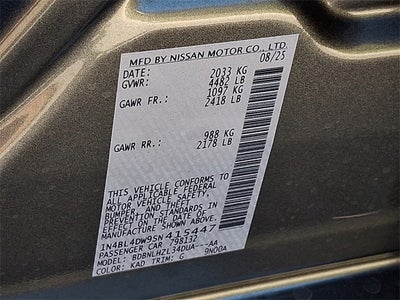 MFD BY NISSAN MOTOR CO., LTD.
DATE: 08/25
GVWR: 2033 KG
4482 LB
GAWR FR.: 1097 KG
2418 LB
GAWR RR.: 988 KG
2178 LB
THIS VEHICLE CONFORMS TO
ALL APPLICABLE FEDERAL
MOTOR VEHICLE SAFETY,
BUMPER, AND THEFT
PREVENTION STANDARDS IN
EFFECT ON THE DATE OF
MANUFACTURE SHOWN ABOVE.
1N4BL4DW9SN415447
PASSENGER CAR 798132
MODEL: BDBNLHZL34DUA---AA
COLOR: KAD TRIM: G 9N00A